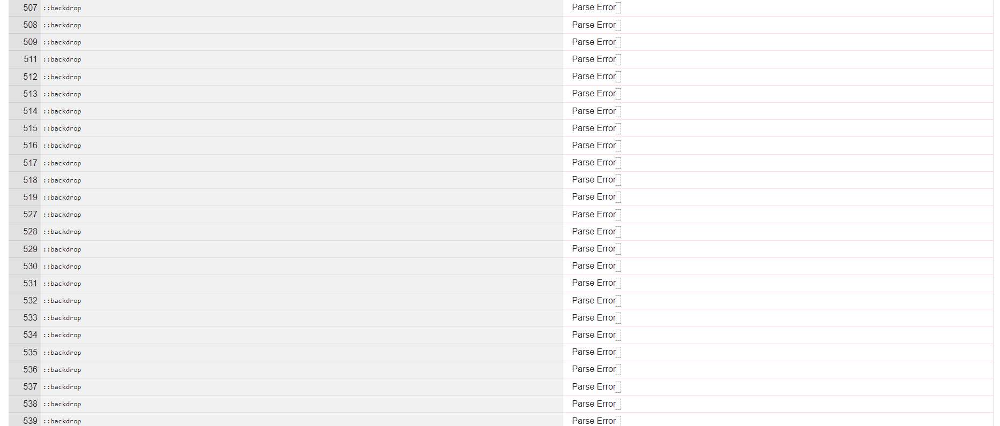 507 ::backdrop Parse Error
508 ::backdrop Parse Error
509 ::backdrop Parse Error
511 ::backdrop Parse Error
512 ::backdrop Parse Error
513 ::backdrop Parse Error
514 ::backdrop Parse Error
515 ::backdrop Parse Error
516 ::backdrop Parse Error
517 ::backdrop Parse Error
518 ::backdrop Parse Error
519 ::backdrop Parse Error
527 ::backdrop Parse Error
528 ::backdrop Parse Error
529 ::backdrop Parse Error
530 ::backdrop Parse Error
531 ::backdrop Parse Error
532 ::backdrop Parse Error
533 ::backdrop Parse Error
534 ::backdrop Parse Error
535 ::backdrop Parse Error
536 ::backdrop Parse Error
537 ::backdrop Parse Error
538 ::backdrop Parse Error
539 ::backdrop Parse Error